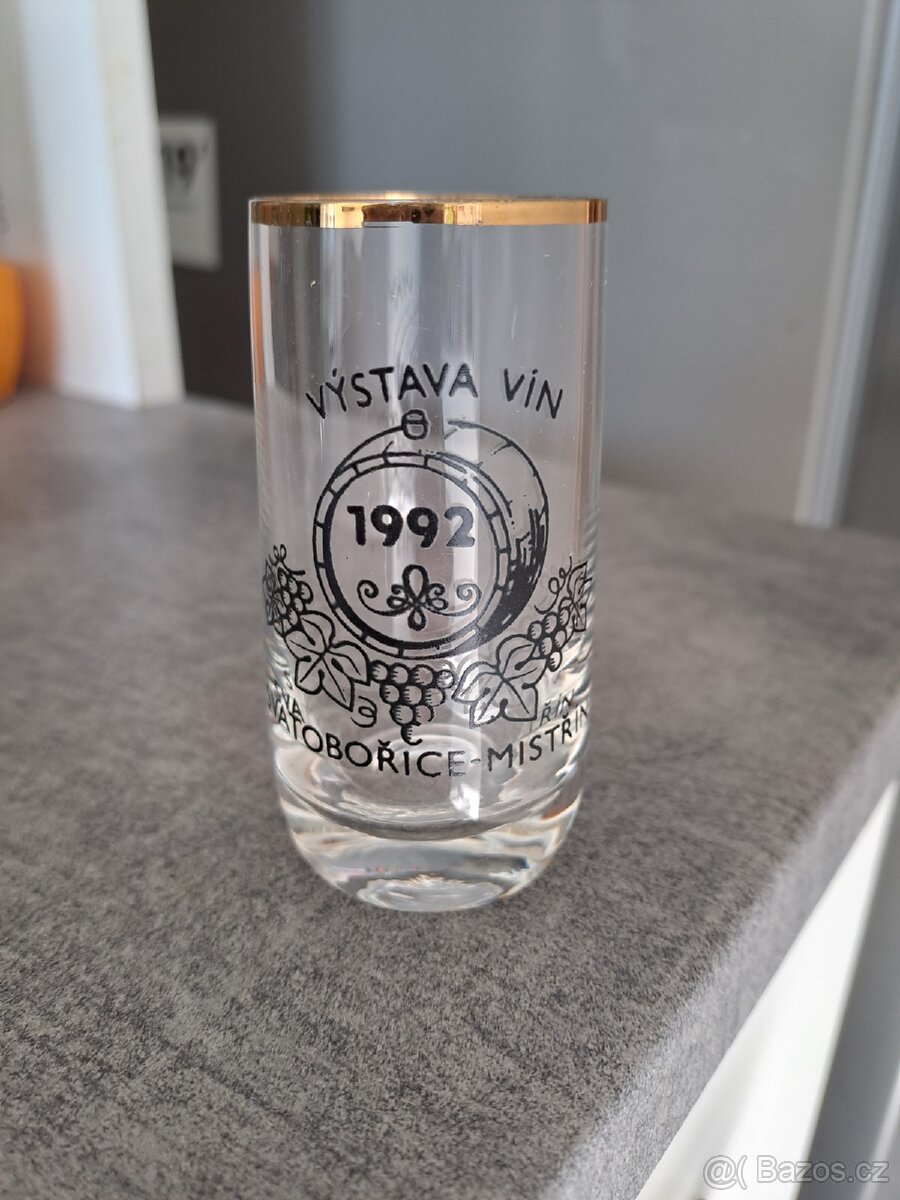 VÝSTAVA VÍN
1992
SVATOBOŘICE-MISTŘÍN
@( Bazos.cz